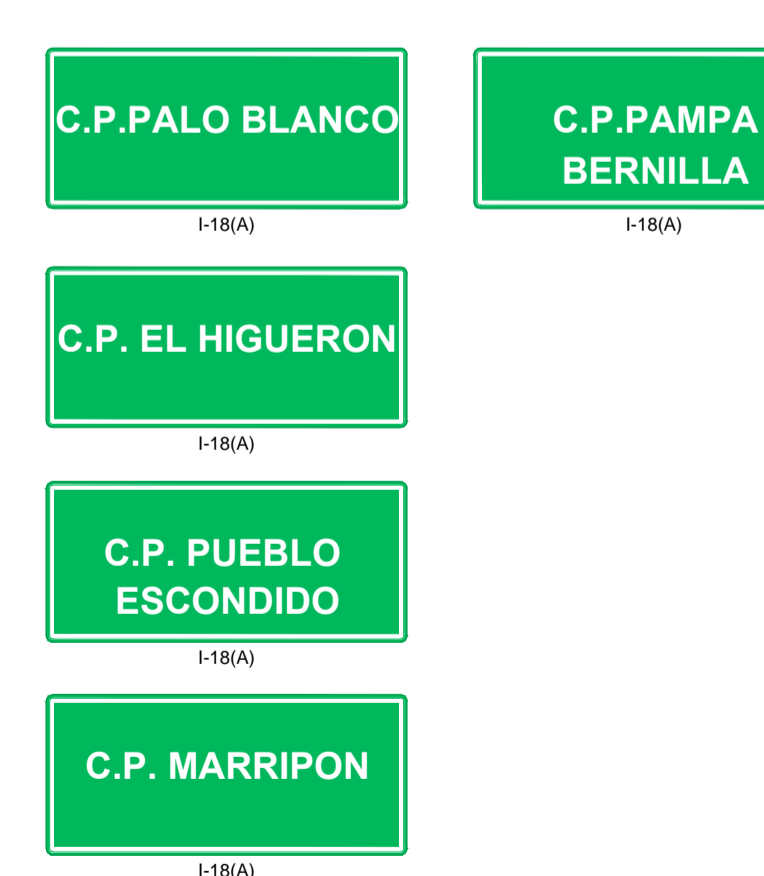 C.P.PALO BLANCO
I-18(A)
C.P.PAMPA
BERNILLA
I-18(A)
C.P. EL HIGUERON
I-18(A)
C.P. PUEBLO
ESCONDIDO
I-18(A)
C.P. MARRIPON
I-18(A)